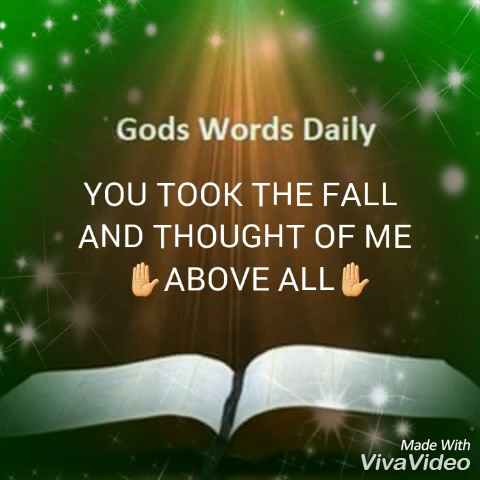 Gods Words Daily
YOU TOOK THE FALL
AND THOUGHT OF ME
✋ABOVE ALL✋
Made With
VivaVideo